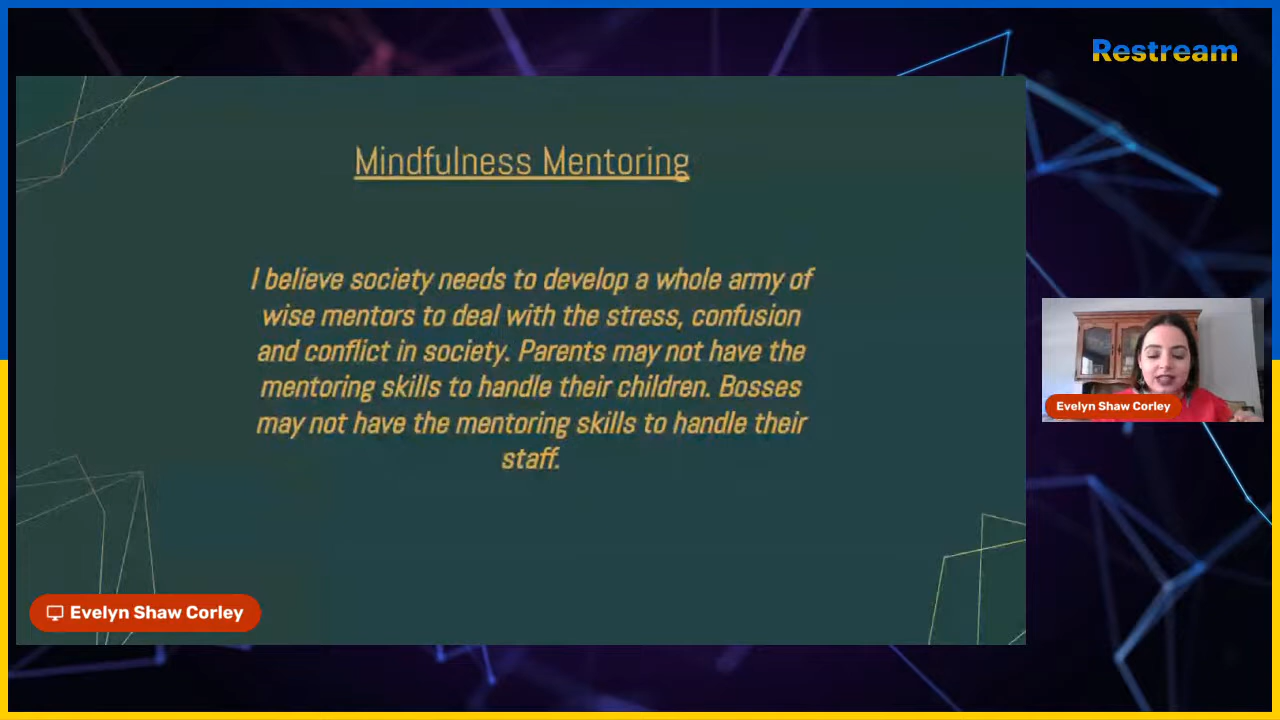 Restream
Mindfulness Mentoring
I believe society needs to develop a whole army of
wise mentors to deal with the stress, confusion
and conflict in society. Parents may not have the
mentoring skills to handle their children. Bosses
may not have the mentoring skills to handle their
staff.
Evelyn Shaw Corley
Evelyn Shaw Corley